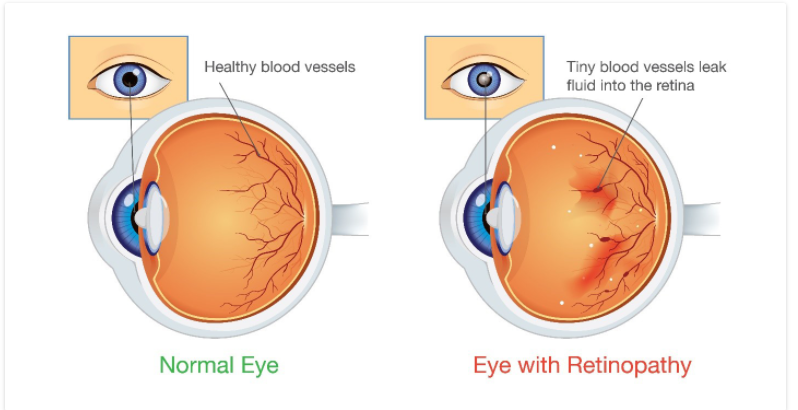 Healthy blood vessels
Tiny blood vessels leak
fluid into the retina
Normal Eye
Eye with Retinopathy